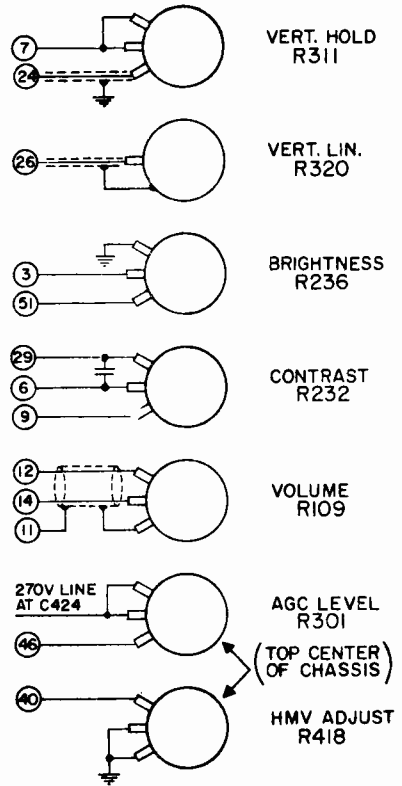 7
24
VERT. HOLD
R311
26
VERT. LIN.
R320
3
51
BRIGHTNESS
R236
29
6
9
CONTRAST
R232
12
14
11
VOLUME
R109
270V LINE
AT C424
46
AGC LEVEL
R301
(TOP CENTER
OF CHASSIS)
40
HMV ADJUST
R418